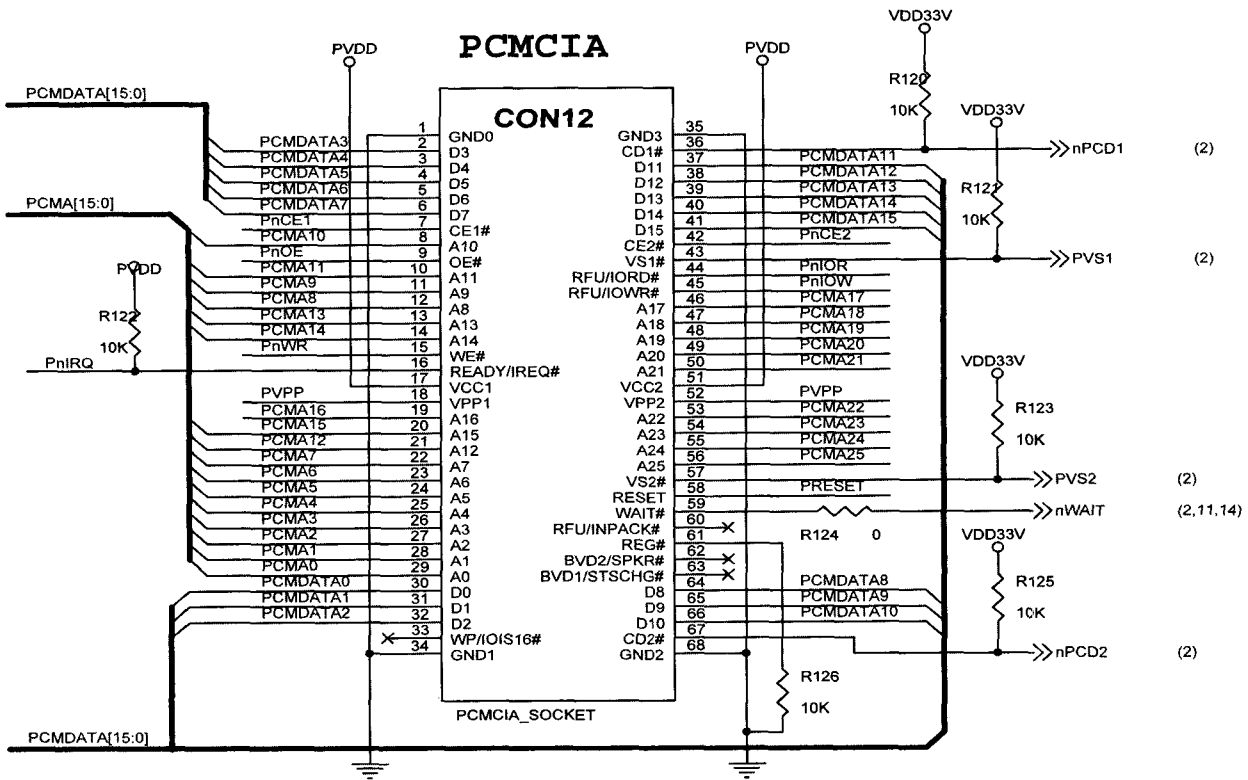 VDD33V
PCMCIA
PVDD
PVDD
R120
10K
VDD33V
PCMDATA[15:0]
CON12
1 GND0
PCMDATA3 2 D3
PCMDATA4 3 D4
PCMDATA5 4 D5
PCMDATA6 5 D6
PCMDATA7 6 D7
PnCE1 7 CE1#
PCMA10 8 A10
PnOE 9 OE#
PCMA11 10 A11
PCMA9 11 A9
PCMA8 12 A8
PCMA13 13 A13
PCMA14 14 A14
PnWR 15 WE#
PnIRQ 16 READY/IREQ#
17 VCC1
PVPP 18 VPP1
PCMA16 19 A16
PCMA15 20 A15
PCMA12 21 A12
PCMA7 22 A7
PCMA6 23 A6
PCMA5 24 A5
PCMA4 25 A4
PCMA3 26 A3
PCMA2 27 A2
PCMA1 28 A1
PCMA0 29 A0
PCMDATA0 30 D0
PCMDATA1 31 D1
PCMDATA2 32 D2
33 WP/IOIS16#
34 GND1
PCMA[15:0]
PVDD
R122
10K
GND3 35
CD1# 36
nPCD1 (2)
D11 37 PCMDATA11
D12 38 PCMDATA12
D13 39 PCMDATA13
D14 40 PCMDATA14
D15 41 PCMDATA15
CE2# 42 PnCE2
VS1# 43
R121
10K
PVS1 (2)
RFU/IORD# 44 PnIOR
RFU/IOWR# 45 PnIOW
A17 46 PCMA17
A18 47 PCMA18
A19 48 PCMA19
A20 49 PCMA20
A21 50 PCMA21
VCC2 51
VPP2 52 PVPP
A22 53 PCMA22
A23 54 PCMA23
A24 55 PCMA24
A25 56 PCMA25
VS2# 57
VDD33V
R123
10K
PVS2 (2)
RESET 58 PRESET
WAIT# 59
R124 0
nWAIT (2,11,14)
RFU/INPACK# 60
REG# 61
BVD2/SPKR# 62
BVD1/STSCHG# 63
D8 64 PCMDATA8
D9 65 PCMDATA9
D10 66 PCMDATA10
CD2# 67
GND2 68
VDD33V
R125
10K
nPCD2 (2)
R126
10K
PCMCIA_SOCKET
PCMDATA[15:0]